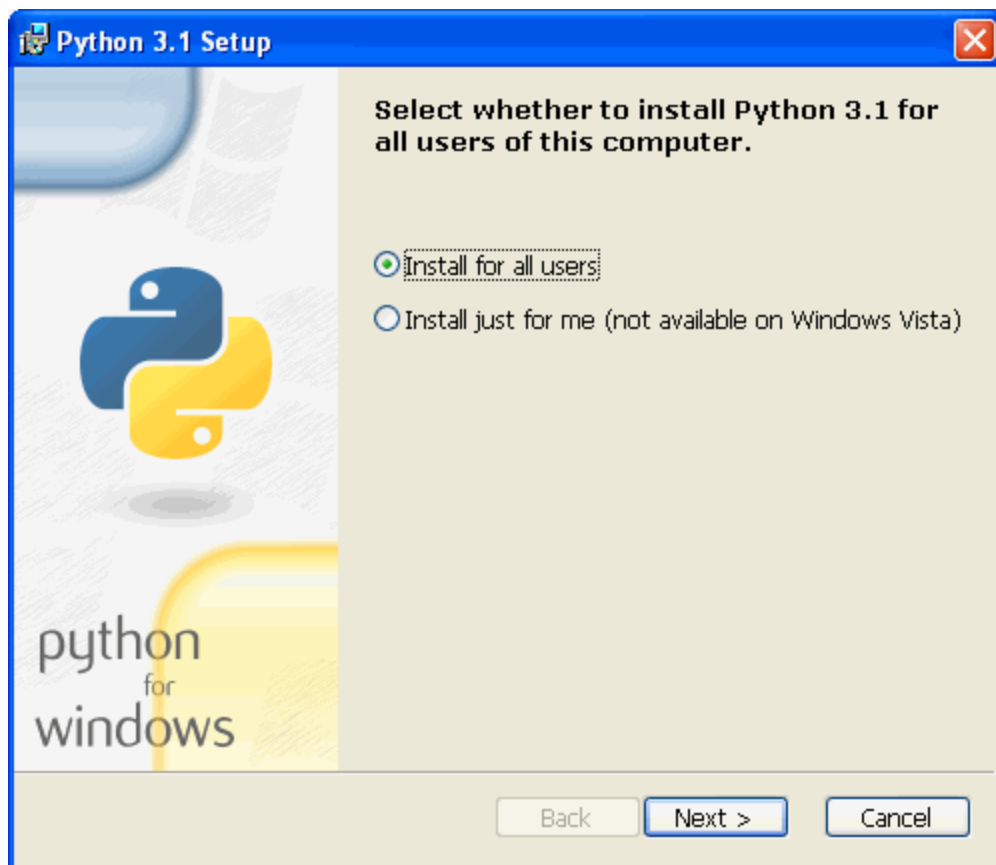 Python 3.1 Setup
Select whether to install Python 3.1 for
all users of this computer.
Install for all users
Install just for me (not available on Windows Vista)
python
for
windows
Back
Next >
Cancel